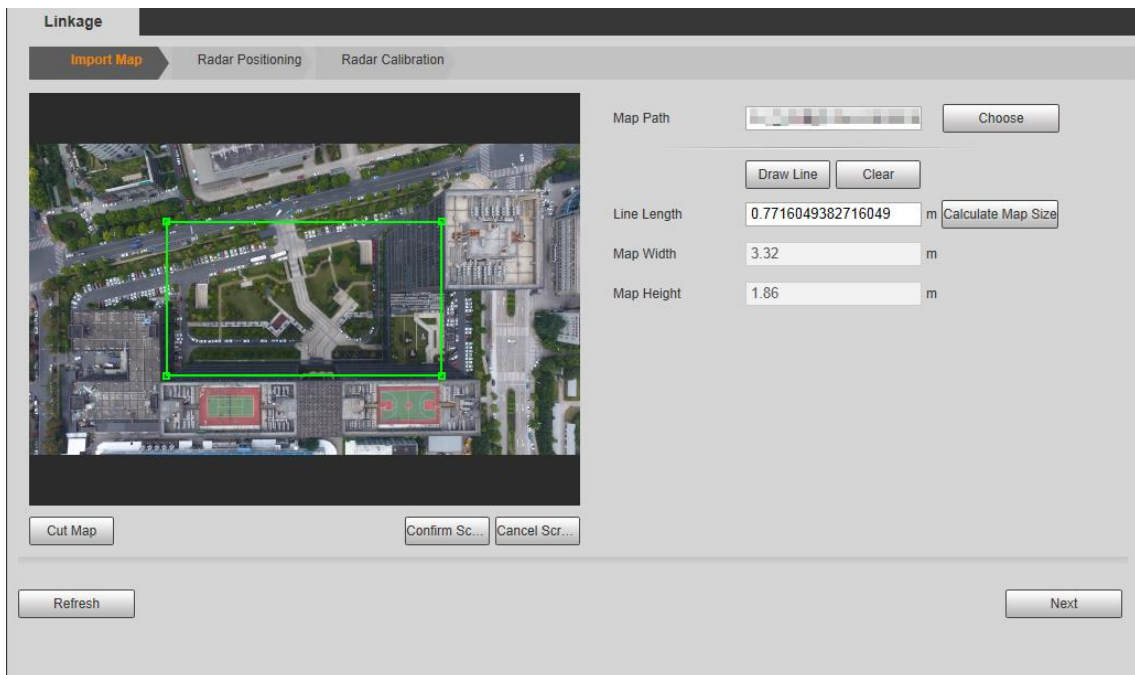 Linkage
Import Map Radar Positioning Radar Calibration
Map Path Choose
Draw Line Clear
Line Length 0.7716049382716049 m Calculate Map Size
Map Width 3.32 m
Map Height 1.86 m
Cut Map Confirm Sc... Cancel Scr...
Refresh Next